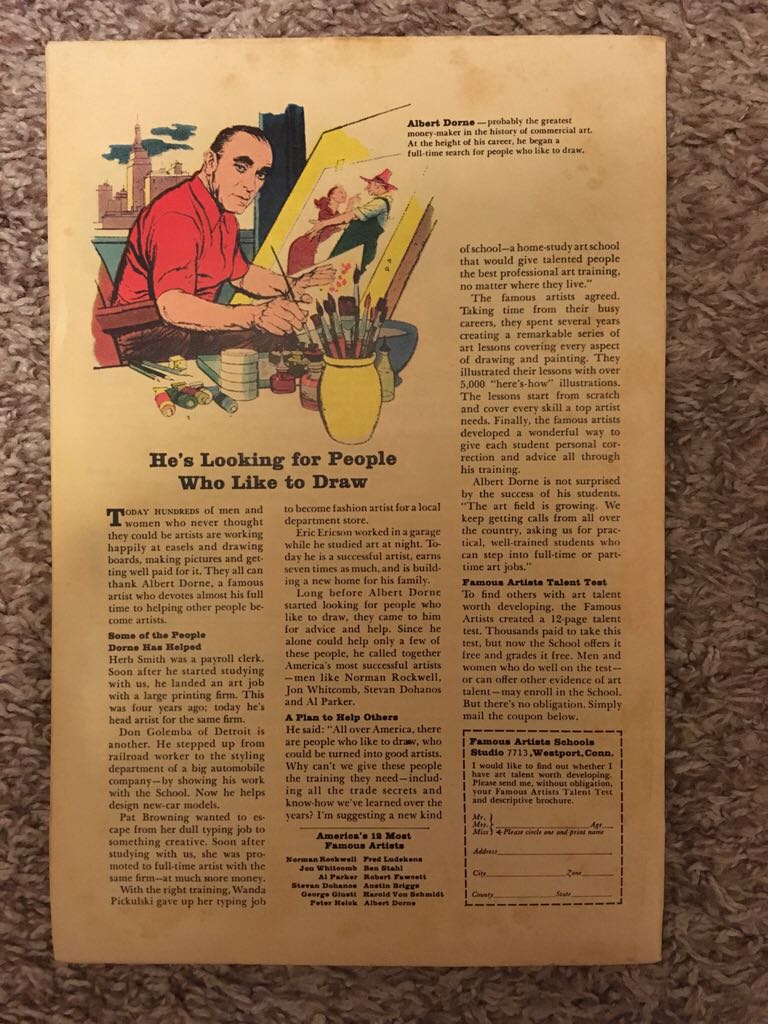 Albert Dorne — probably the greatest
money-maker in the history of commercial art.
At the height of his career, he began a
full-time search for people who like to draw.
He's Looking for People
Who Like to Draw
TODAY HUNDREDS of men and
women who never thought
they could be artists are working
happily at easels and drawing
boards, making pictures and get-
ting well paid for it. They all can
thank Albert Dorne, a famous
artist who devotes almost his full
time to helping other people be-
come artists.
Some of the People
Dorne Has Helped
Herb Smith was a payroll clerk.
Soon after he started studying
with us, he landed an art job
with a large printing firm. This
was four years ago; today he's
head artist for the same firm.
Don Golemba of Detroit is
another. He stepped up from
railroad worker to the styling
department of a big automobile
company—by showing his work
with the School. Now he helps
design new-car models.
Pat Browning wanted to es-
cape from her dull typing job to
something creative. Soon after
studying with us, she was pro-
moted to full-time artist with the
same firm—at much more money.
With the right training, Wanda
Pickulski gave up her typing job
to become fashion artist for a local
department store.
Eric Ericson worked in a garage
while he studied art at night. To-
day he is a successful artist, earns
seven times as much, and is build-
ing a new home for his family.
Long before Albert Dorne
started looking for people who
like to draw, they came to him
for advice and help. Since he
alone could help only a few of
these people, he called together
America's most successful artists
—men like Norman Rockwell,
Jon Whitcomb, Stevan Dohanos
and Al Parker.
A Plan to Help Others
He said: "All over America, there
are people who like to draw, who
could be turned into good artists.
Why can't we give these people
the training they need—includ-
ing all the trade secrets and
know-how we've learned over the
years? I'm suggesting a new kind
America's 12 Most
Famous Artists
Norman Rockwell Fred Ludekens
Jon Whitcomb Ben Stahl
Al Parker Robert Fawcett
Stevan Dohanos Austin Briggs
George Giusti Harold Von Schmidt
Peter Helck Albert Dorne
of school—a home-study art school
that would give talented people
the best professional art training,
no matter where they live."
The famous artists agreed.
Taking time from their busy
careers, they spent several years
creating a remarkable series of
art lessons covering every aspect
of drawing and painting. They
illustrated their lessons with over
5,000 "here's-how" illustrations.
The lessons start from scratch
and cover every skill a top artist
needs. Finally, the famous artists
developed a wonderful way to
give each student personal cor-
rection and advice all through
his training.
Albert Dorne is not surprised
by the success of his students.
"The art field is growing. We
keep getting calls from all over
the country, asking us for prac-
tical, well-trained students who
can step into full-time or part-
time art jobs."
Famous Artists Talent Test
To find others with art talent
worth developing, the Famous
Artists created a 12-page talent
test. Thousands paid to take this
test, but now the School offers it
free and grades it free. Men and
women who do well on the test—
or can offer other evidence of art
talent—may enroll in the School.
But there's no obligation. Simply
mail the coupon below.
Famous Artists Schools
Studio 7713, Westport, Conn.
I would like to find out whether I
have art talent worth developing.
Please send me, without obligation,
your Famous Artists Talent Test
and descriptive brochure.
Mr.
Mrs. Age
Miss Please circle one and print name
Address
City Zone
County State